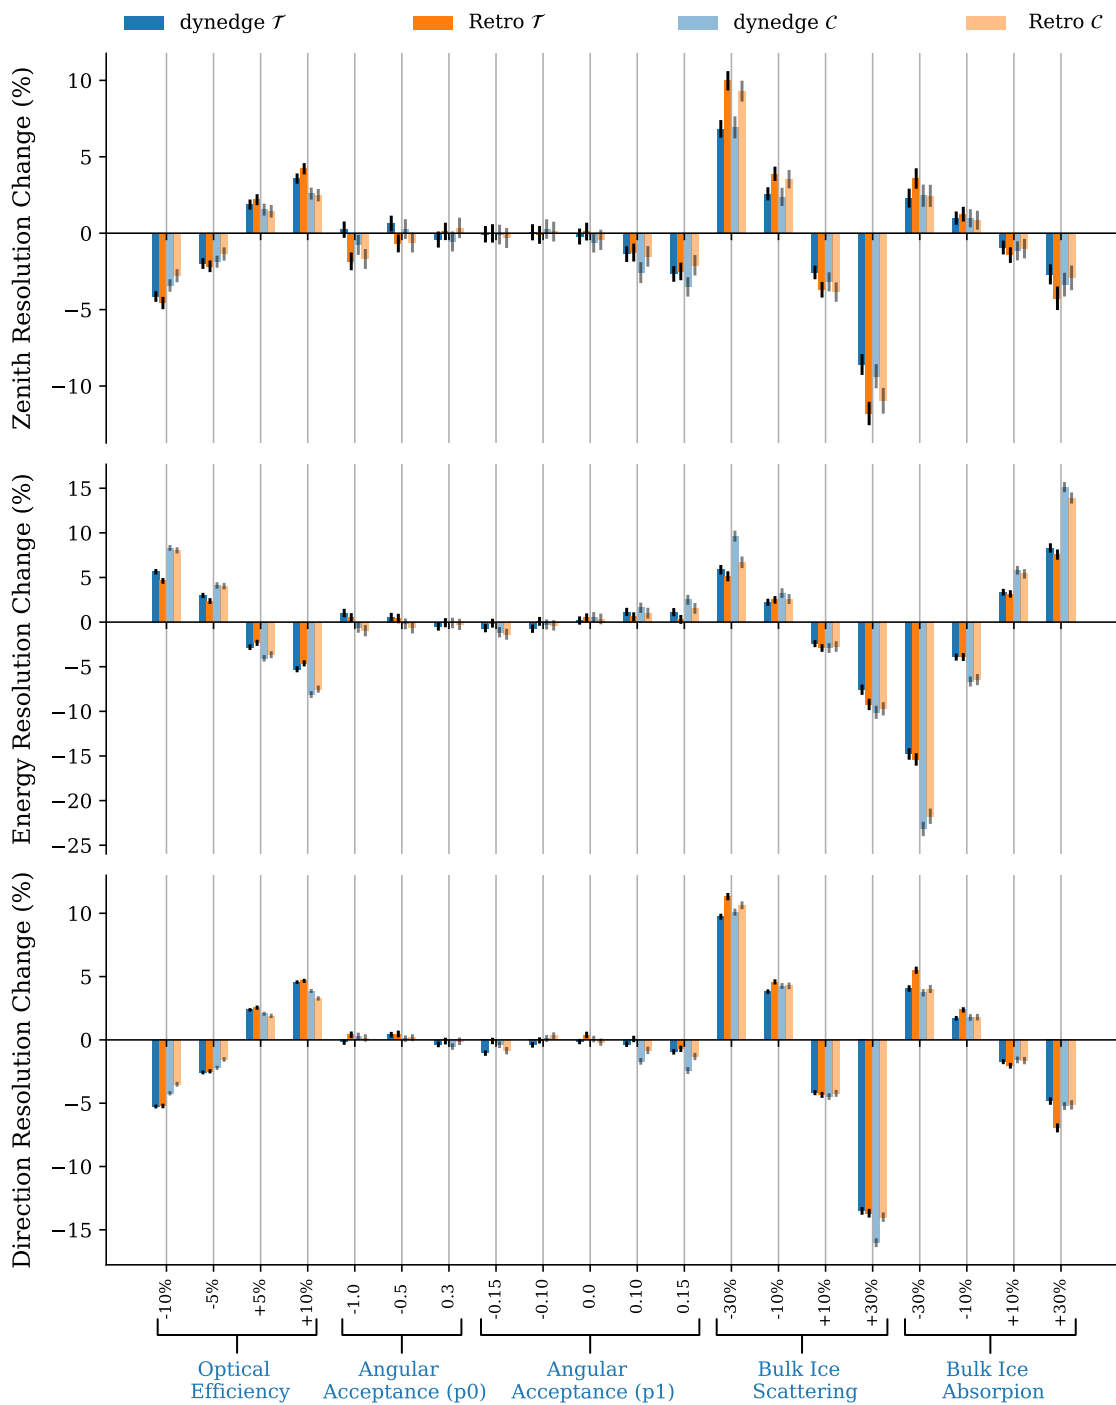 dynedge 𝒯 Retro 𝒯 dynedge 𝒞 Retro 𝒞
Zenith Resolution Change (%)
10
5
0
−5
−10
Energy Resolution Change (%)
15
10
5
0
−5
−10
−15
−20
−25
Direction Resolution Change (%)
10
5
0
−5
−10
−15
-10% -5% +5% +10% -1.0 -0.5 0.3 -0.15 -0.10 0.0 0.10 0.15 -30% -10% +10% +30% -30% -10% +10% +30%
Optical
Efficiency
Angular
Acceptance (p0)
Angular
Acceptance (p1)
Bulk Ice
Scattering
Bulk Ice
Absorpion